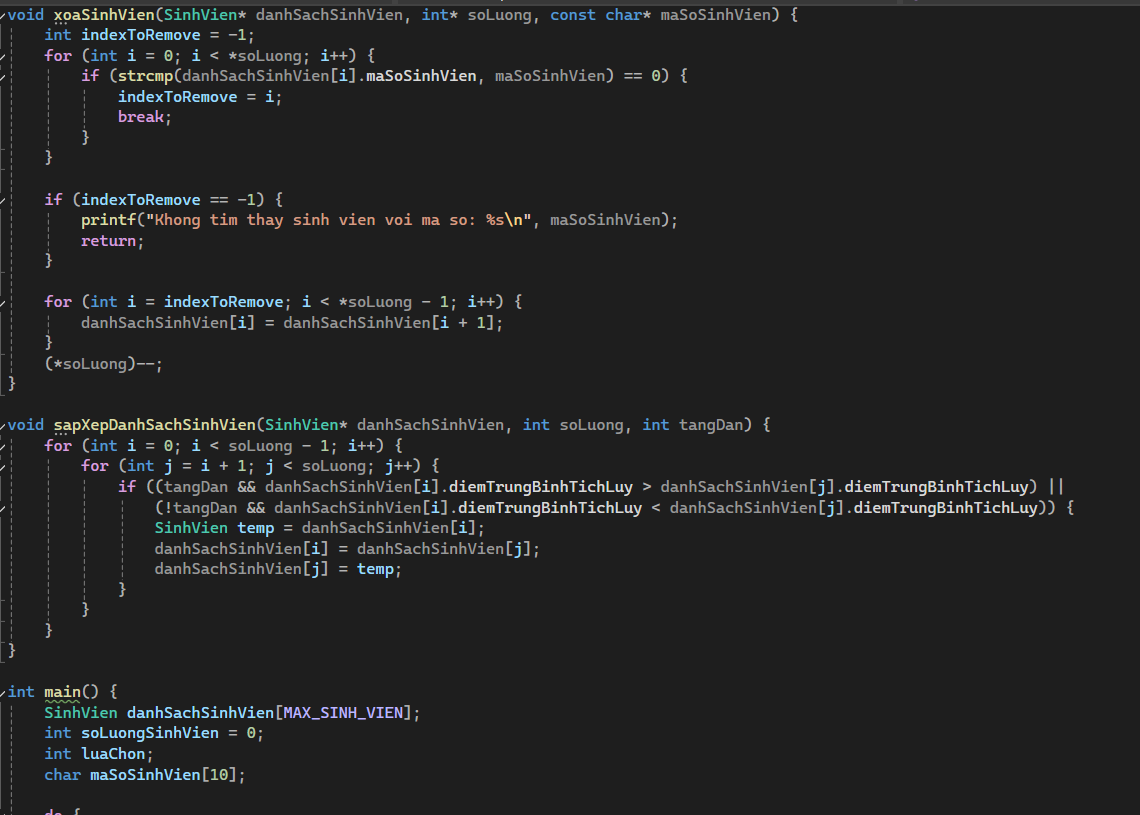 void xoaSinhVien(SinhVien* danhSachSinhVien, int* soLuong, const char* maSoSinhVien) {
    int indexToRemove = -1;
    for (int i = 0; i < *soLuong; i++) {
        if (strcmp(danhSachSinhVien[i].maSoSinhVien, maSoSinhVien) == 0) {
            indexToRemove = i;
            break;
        }
    }

    if (indexToRemove == -1) {
        printf("Khong tim thay sinh vien voi ma so: %s\n", maSoSinhVien);
        return;
    }

    for (int i = indexToRemove; i < *soLuong - 1; i++) {
        danhSachSinhVien[i] = danhSachSinhVien[i + 1];
    }
    (*soLuong)--;
}

void sapXepDanhSachSinhVien(SinhVien* danhSachSinhVien, int soLuong, int tangDan) {
    for (int i = 0; i < soLuong - 1; i++) {
        for (int j = i + 1; j < soLuong; j++) {
            if ((tangDan && danhSachSinhVien[i].diemTrungBinhTichLuy > danhSachSinhVien[j].diemTrungBinhTichLuy) ||
                (!tangDan && danhSachSinhVien[i].diemTrungBinhTichLuy < danhSachSinhVien[j].diemTrungBinhTichLuy)) {
                SinhVien temp = danhSachSinhVien[i];
                danhSachSinhVien[i] = danhSachSinhVien[j];
                danhSachSinhVien[j] = temp;
            }
        }
    }
}

int main() {
    SinhVien danhSachSinhVien[MAX_SINH_VIEN];
    int soLuongSinhVien = 0;
    int luaChon;
    char maSoSinhVien[10];

    do {